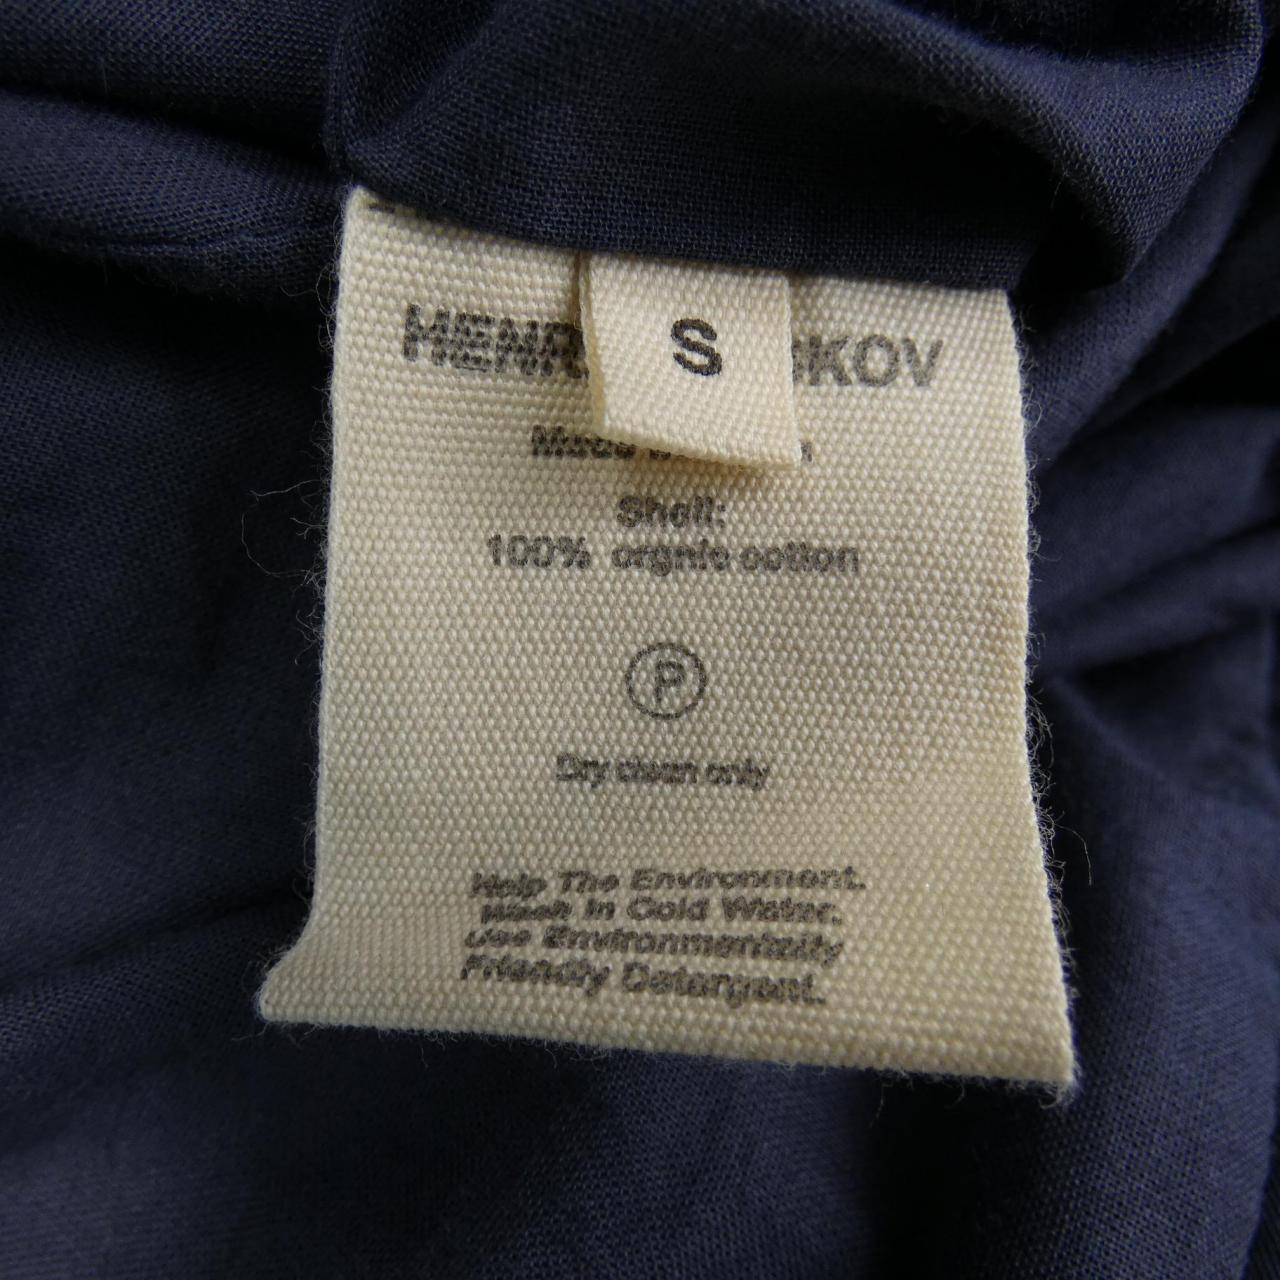 S
SKOV
Shell:
100% orgnic cotton
P
Dry clean only
Help The Environment.
Wash In Cold Water.
Use Environmentally
Friendly Detergent.